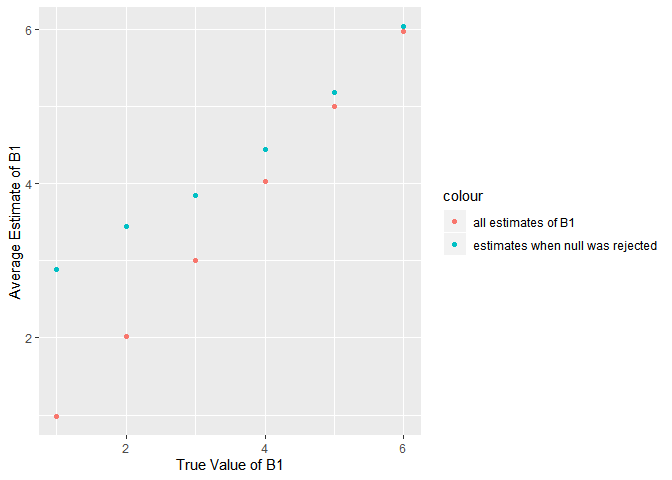 6
4
2
Average Estimate of B1
2
4
6
True Value of B1
colour
all estimates of B1
estimates when null was rejected